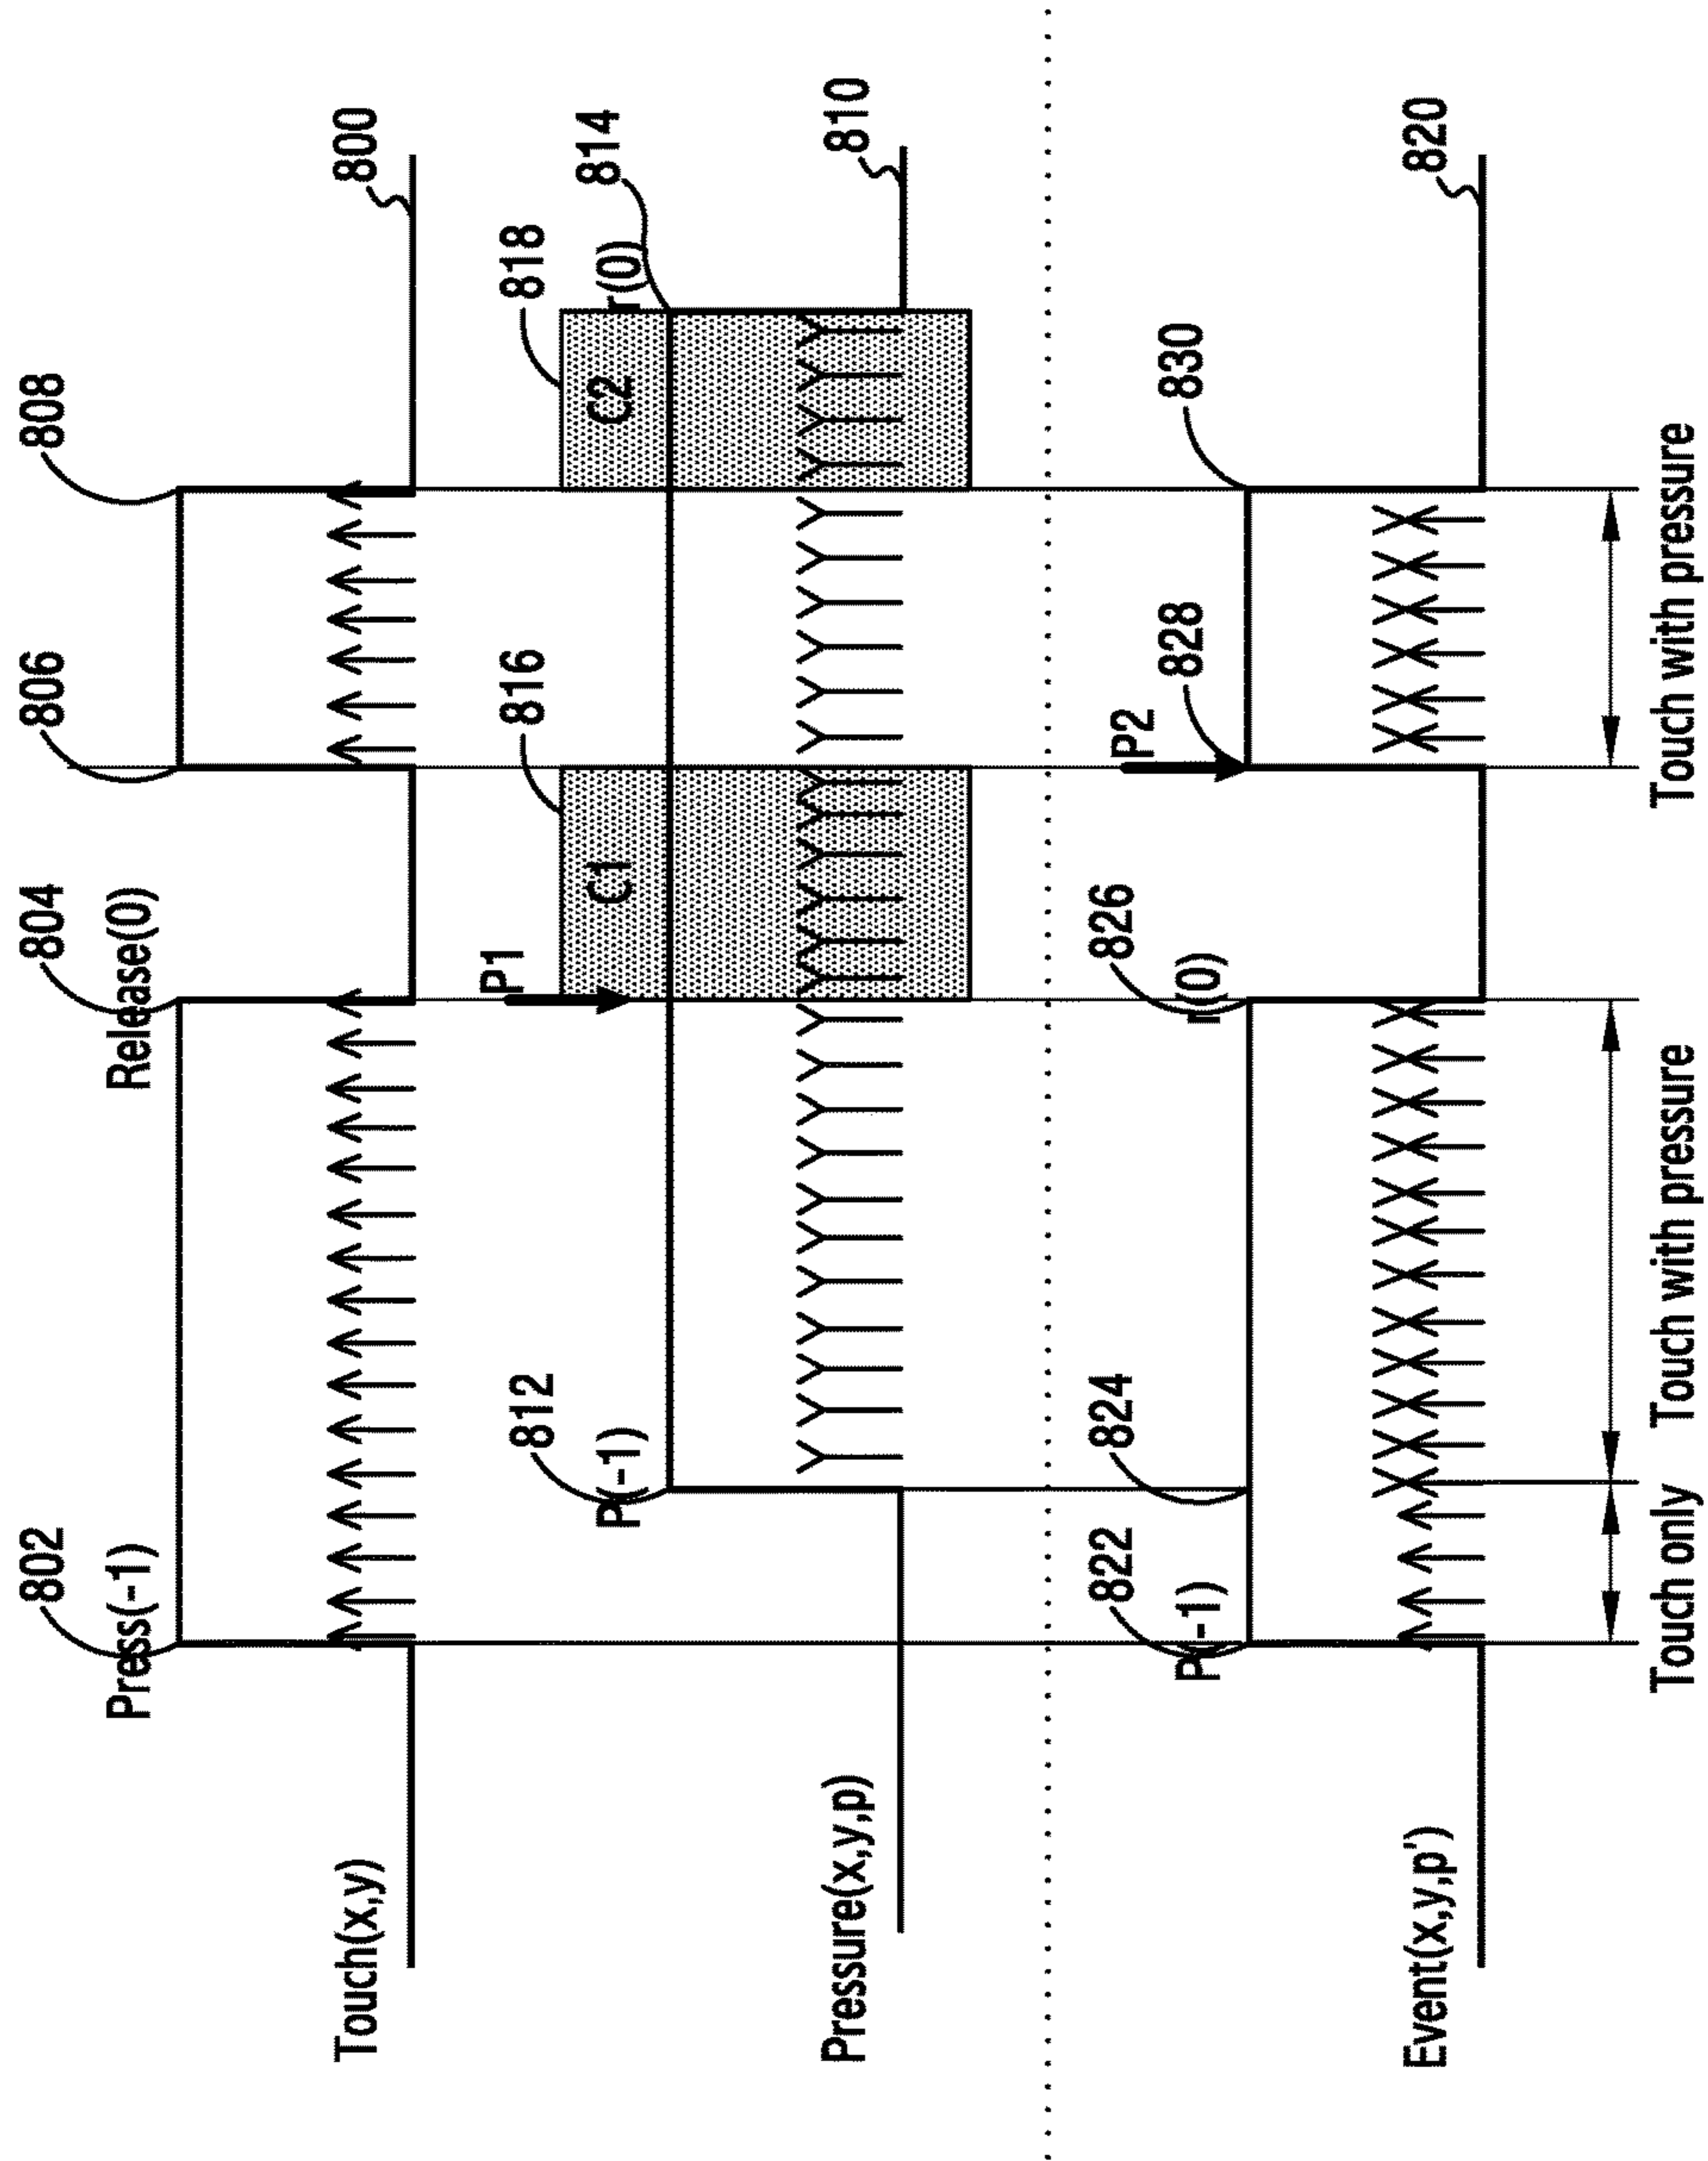 802
804
806
808
Press(-1)
Release(0)
Touch(x,y)
800
812
P1
816
818
P(-1)
C1
C2
r(0)
814
Pressure(x,y,p)
810
822
824
826
P2
828
830
P(-1)
r(0)
Event(x,y,p')
820
Touch only
Touch with pressure
Touch with pressure